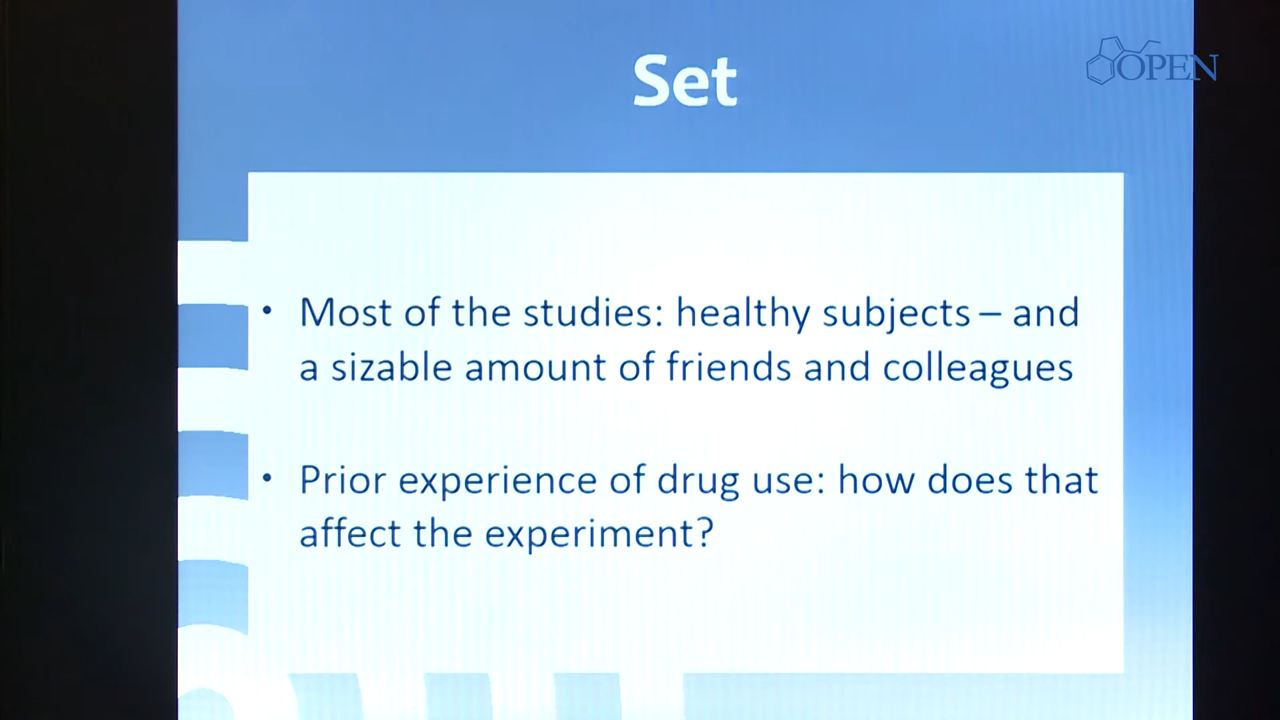 Set
OPEN
• Most of the studies: healthy subjects – and
a sizable amount of friends and colleagues
• Prior experience of drug use: how does that
affect the experiment?